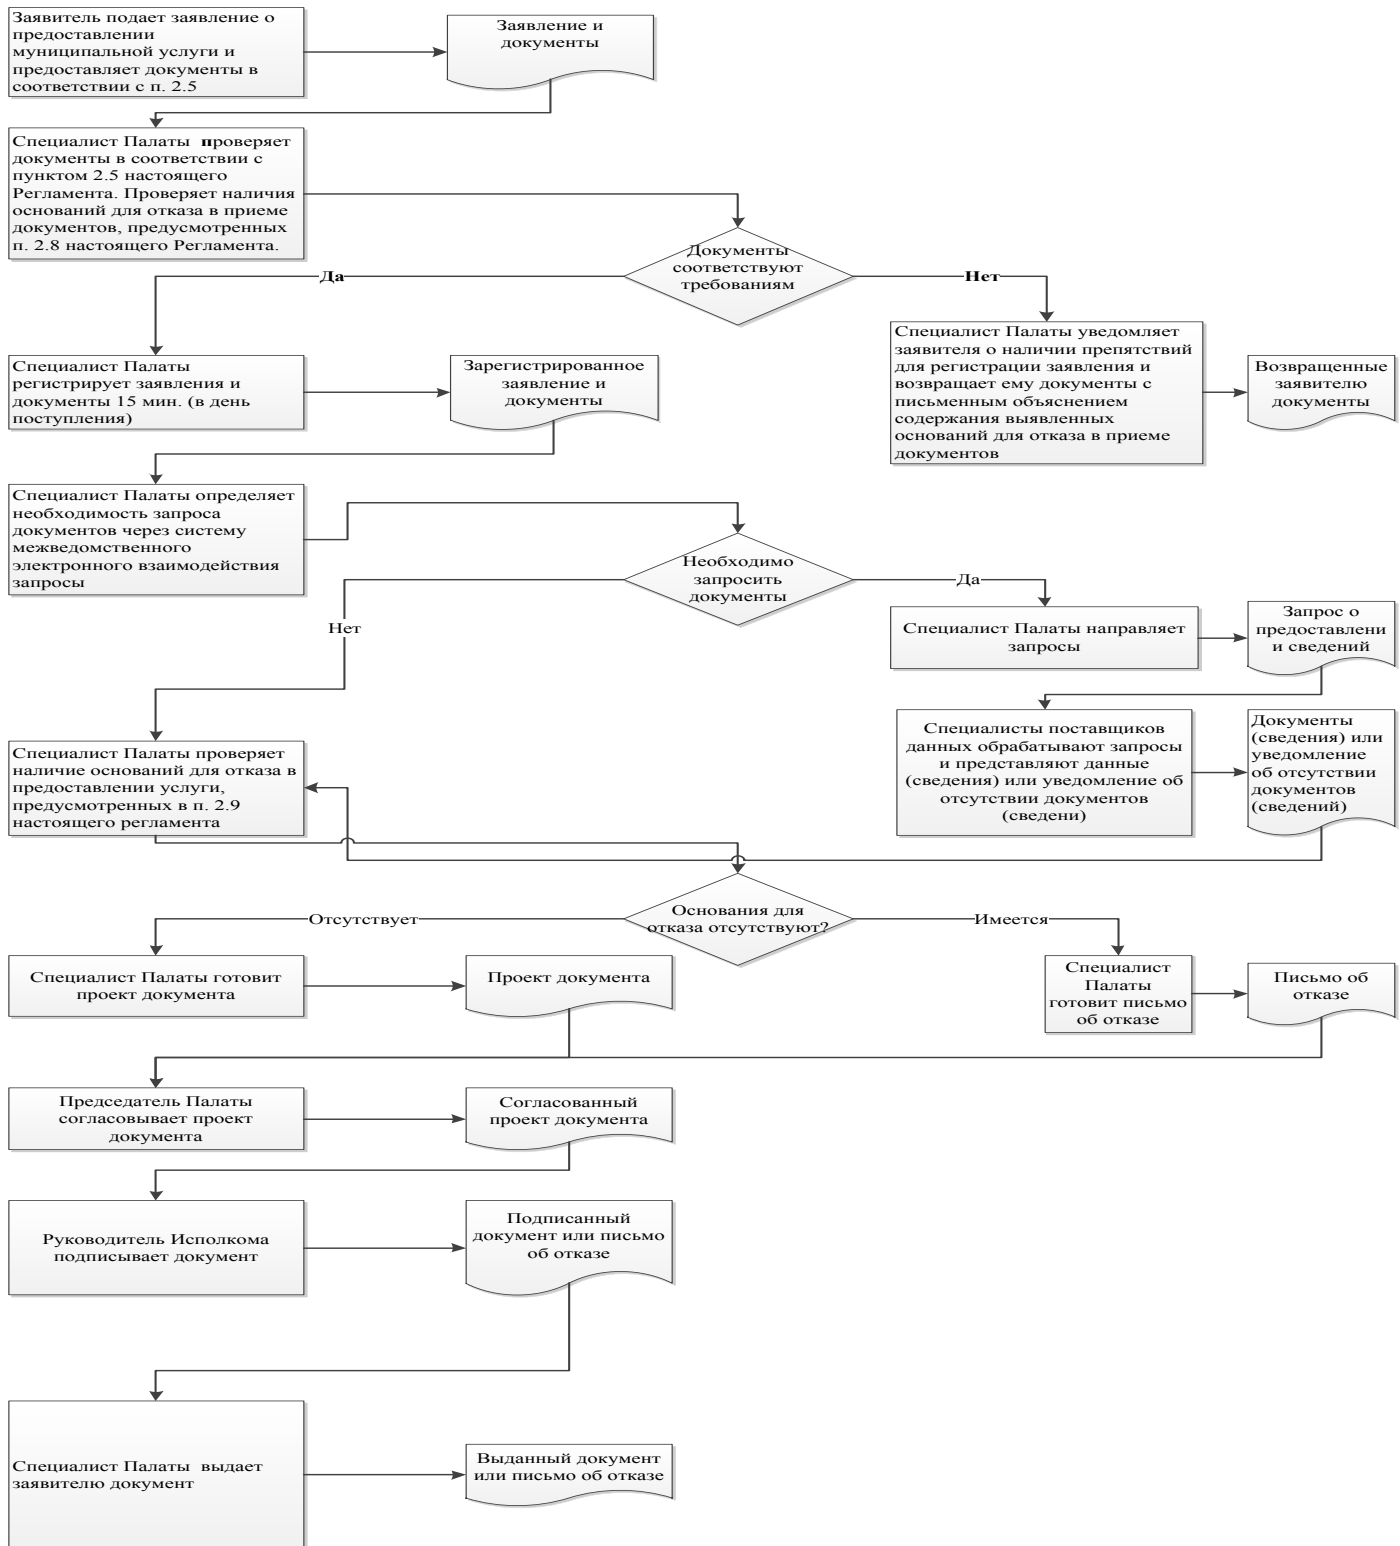 Заявитель подает заявление о
предоставлении
муниципальной услуги и
предоставляет документы в
соответствии с п. 2.5
Заявление и
документы
Специалист Палаты  проверяет
документы в соответствии с
пунктом 2.5 настоящего
Регламента. Проверяет наличия
оснований для отказа в приеме
документов, предусмотренных
п. 2.8 настоящего Регламента.
Документы
соответствуют
требованиям
Да
Нет
Специалист Палаты
регистрирует заявления и
документы 15 мин. (в день
поступления)
Зарегистрированное
заявление и
документы
Специалист Палаты уведомляет
заявителя о наличии препятствий
для регистрации заявления и
возвращает ему документы с
письменным объяснением
содержания выявленных
оснований для отказа в приеме
документов
Возвращенные
заявителю
документы
Специалист Палаты определяет
необходимость запроса
документов через систему
межведомственного
электронного взаимодействия
запросы
Необходимо
запросить
документы
Да
Нет
Специалист Палаты направляет
запросы
Запрос о
предоставлени
и сведений
Специалисты поставщиков
данных обрабатывают запросы
и представляют данные
(сведения) или уведомление об
отсутствии документов
(сведени)
Документы
(сведения) или
уведомление
об отсутствии
документов
(сведений)
Специалист Палаты проверяет
наличие оснований для отказа в
предоставлении услуги,
предусмотренных в п. 2.9
настоящего регламента
Основания для
отказа отсутствуют?
Отсутствует
Имеется
Специалист Палаты готовит
проект документа
Проект документа
Специалист
Палаты
готовит письмо
об отказе
Письмо об
отказе
Председатель Палаты
согласовывает проект
документа
Согласованный
проект документа
Руководитель Исполкома
подписывает документ
Подписанный
документ или письмо
об отказе
Специалист Палаты  выдает
заявителю документ
Выданный документ
или письмо об отказе